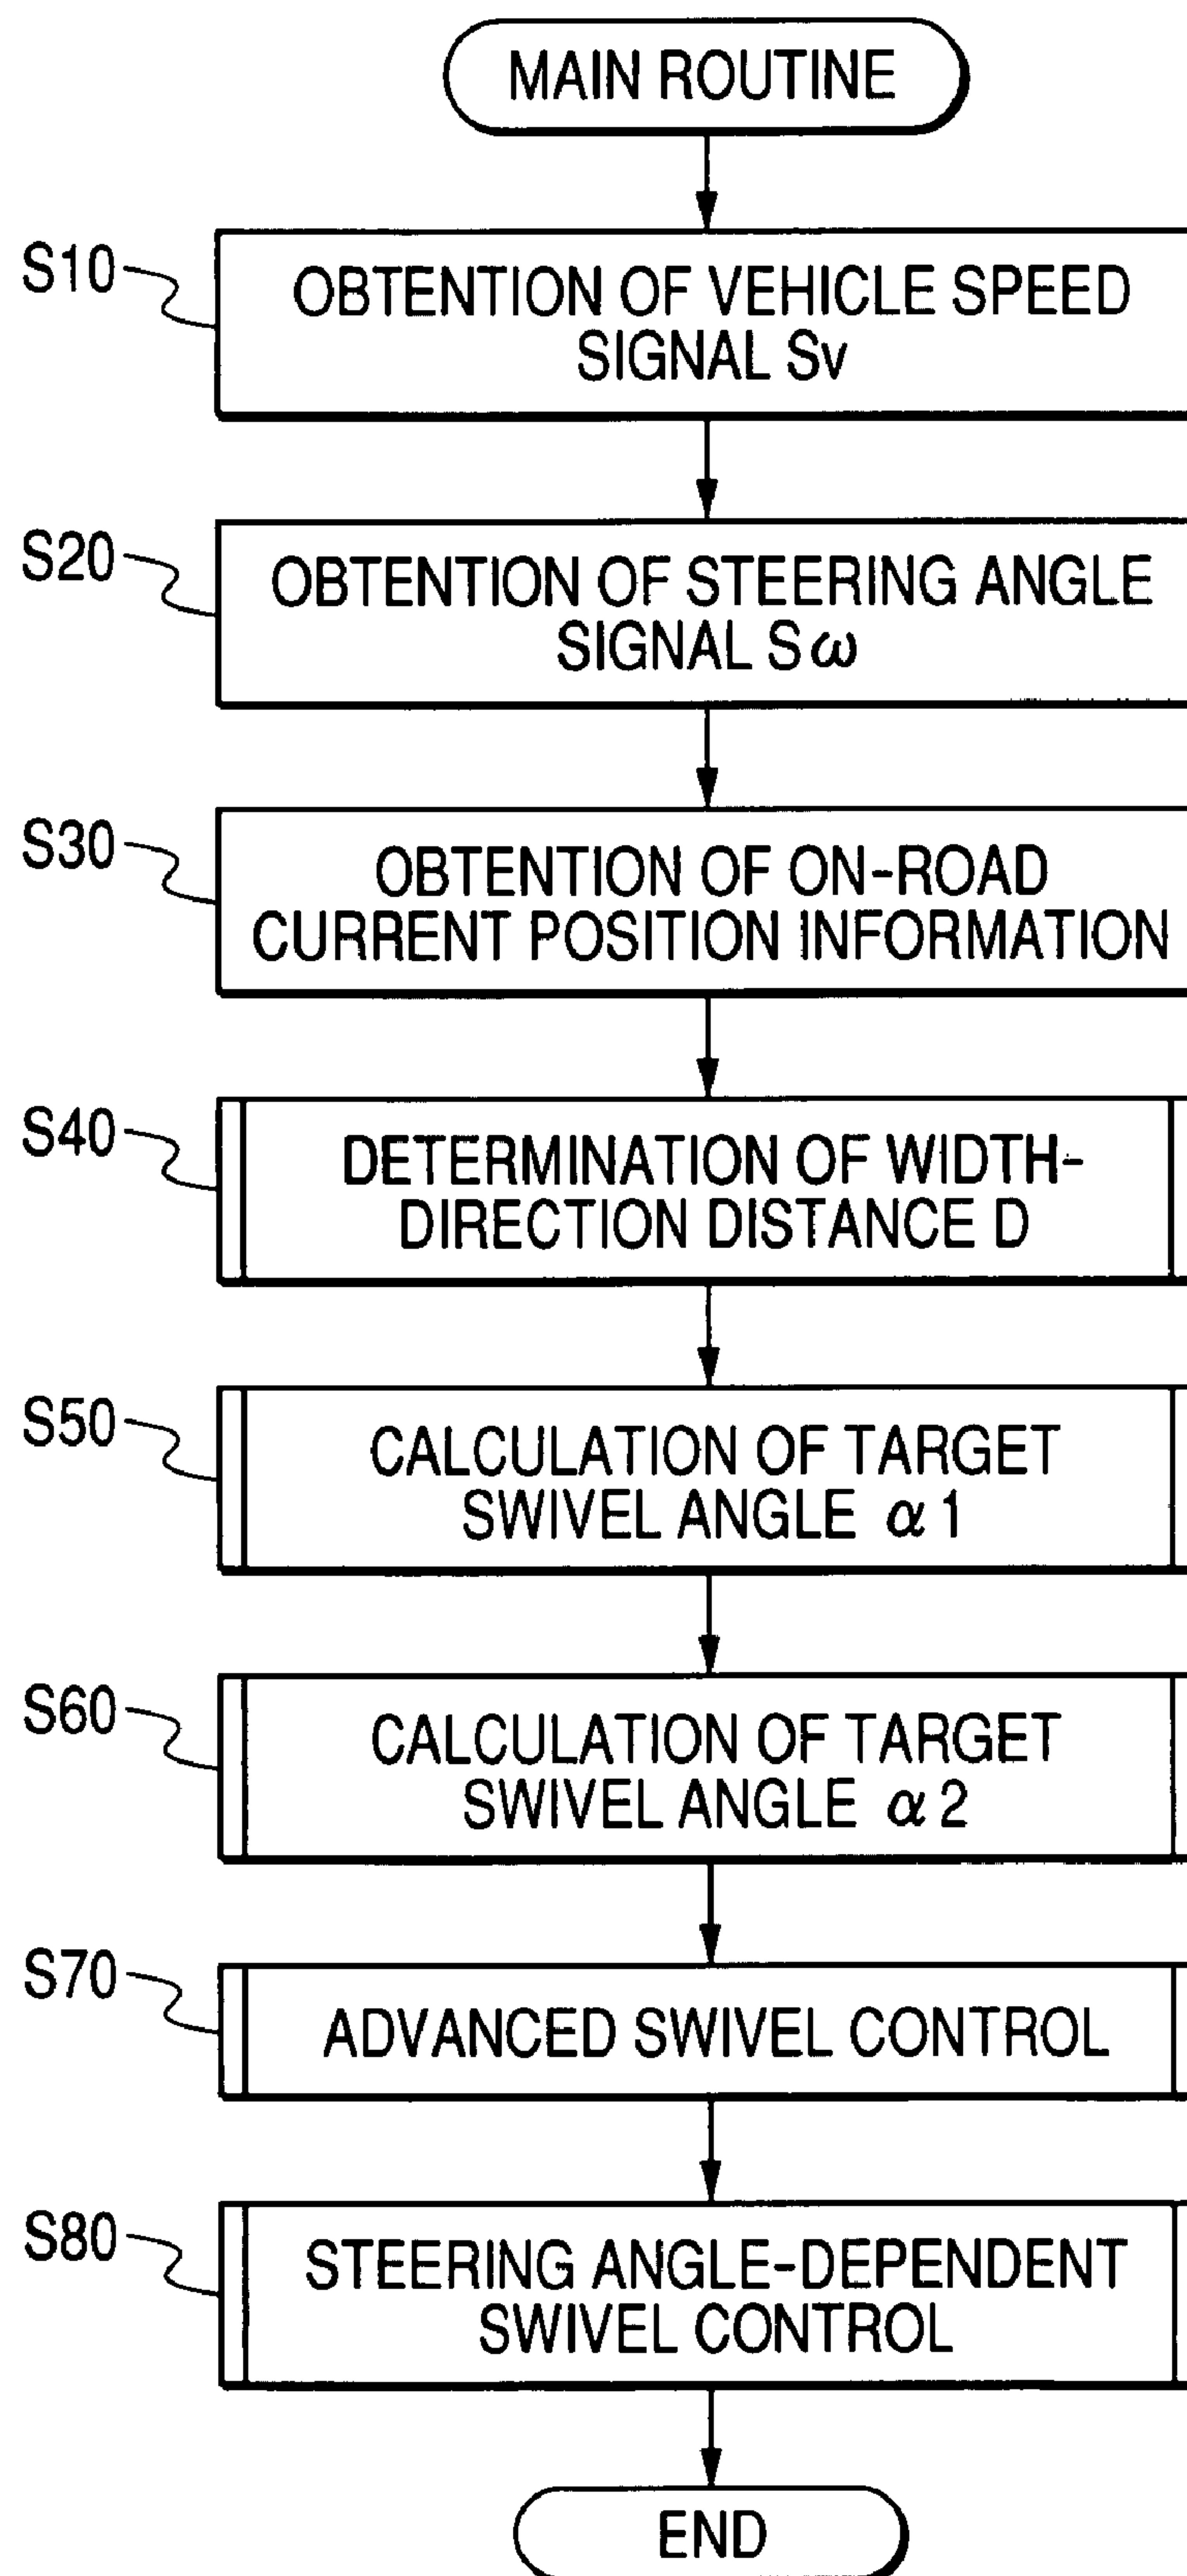 MAIN ROUTINE
S10
OBTENTION OF VEHICLE SPEED
SIGNAL Sv
S20
OBTENTION OF STEERING ANGLE
SIGNAL Sω
S30
OBTENTION OF ON-ROAD
CURRENT POSITION INFORMATION
S40
DETERMINATION OF WIDTH-
DIRECTION DISTANCE D
S50
CALCULATION OF TARGET
SWIVEL ANGLE α1
S60
CALCULATION OF TARGET
SWIVEL ANGLE α2
S70
ADVANCED SWIVEL CONTROL
S80
STEERING ANGLE-DEPENDENT
SWIVEL CONTROL
END